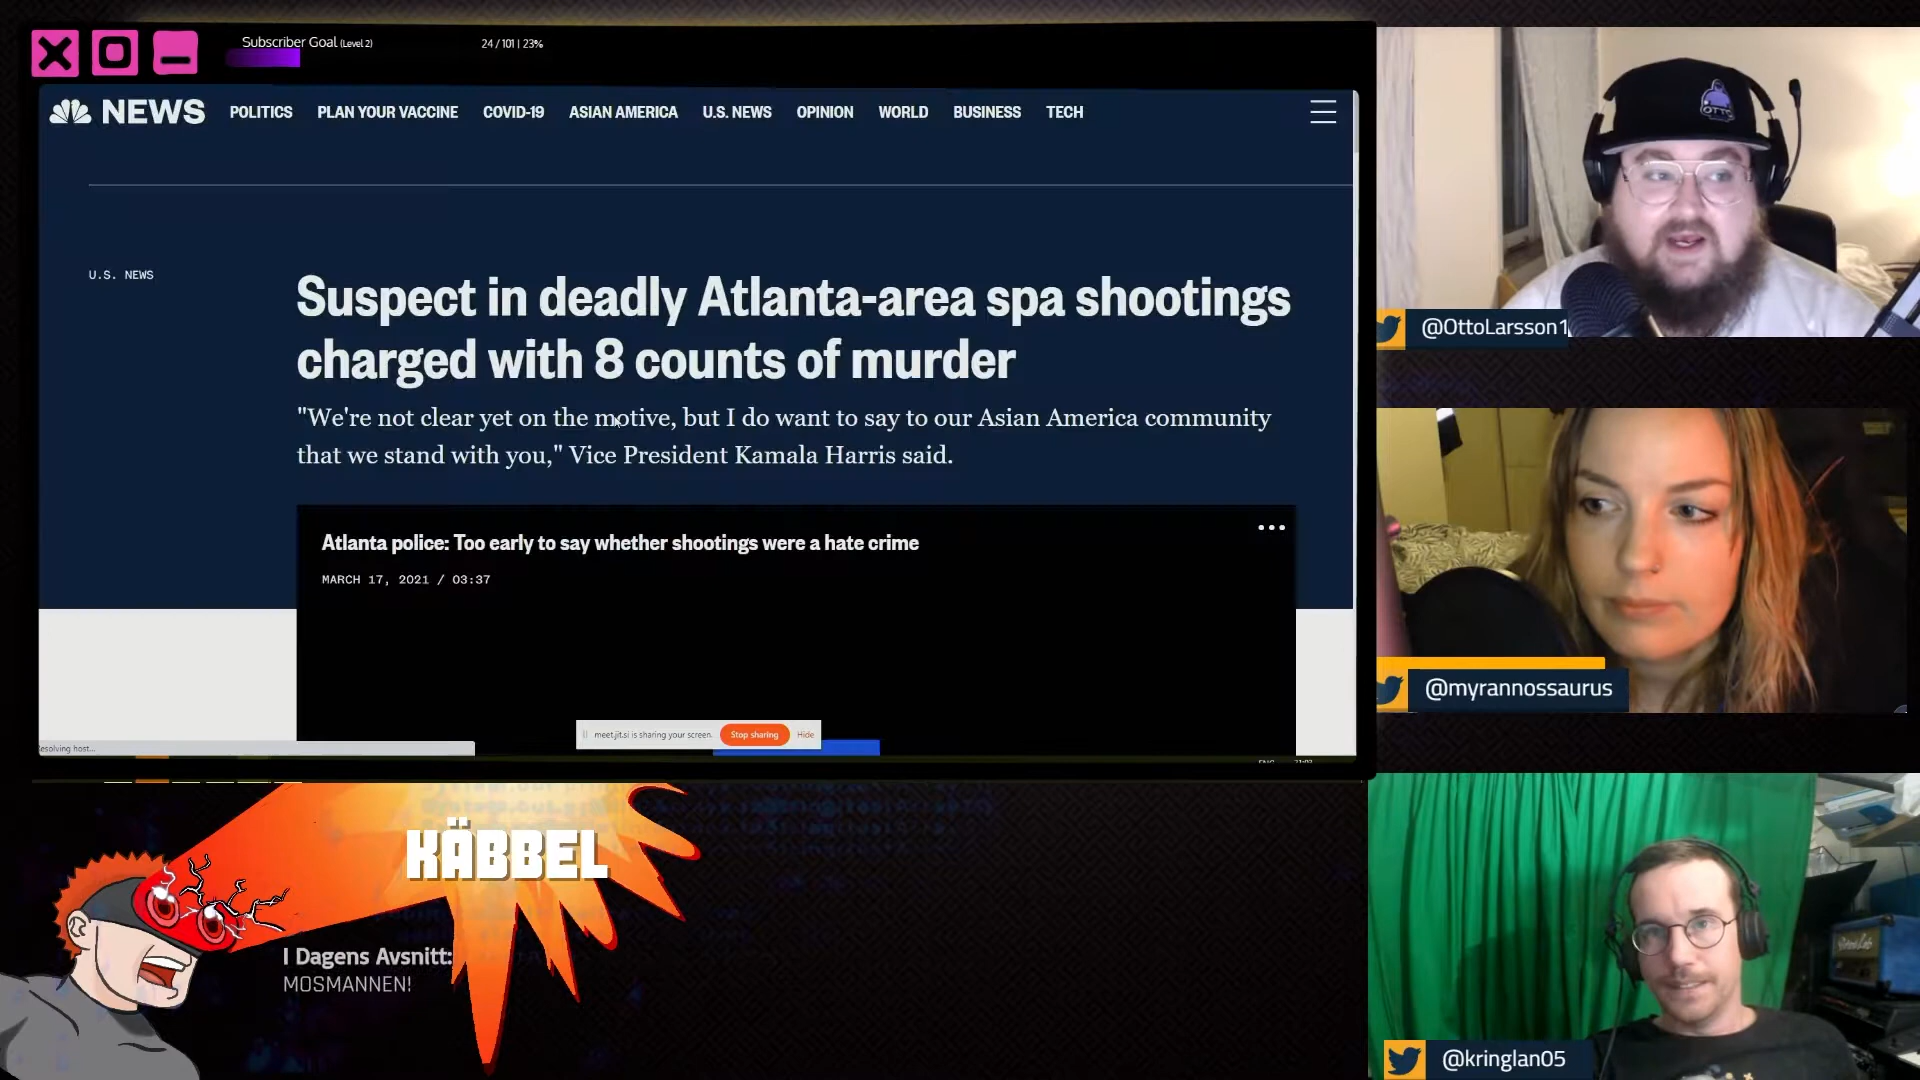 Subscriber Goal (Level 2)
24 / 101 | 23%
NEWS
POLITICS
PLAN YOUR VACCINE
COVID-19
ASIAN AMERICA
U.S. NEWS
OPINION
WORLD
BUSINESS
TECH
U.S. NEWS
Suspect in deadly Atlanta-area spa shootings
charged with 8 counts of murder
"We're not clear yet on the motive, but I do want to say to our Asian America community
that we stand with you," Vice President Kamala Harris said.
Atlanta police: Too early to say whether shootings were a hate crime
MARCH 17, 2021 / 03:37
meet.jit.si is sharing your screen.
Stop sharing
Hide
esolving host...
OTTO
@OttoLarsson1
@myrannossaurus
@kringlan05
KÄBBEL
I Dagens Avsnitt:
MOSMANNEN!